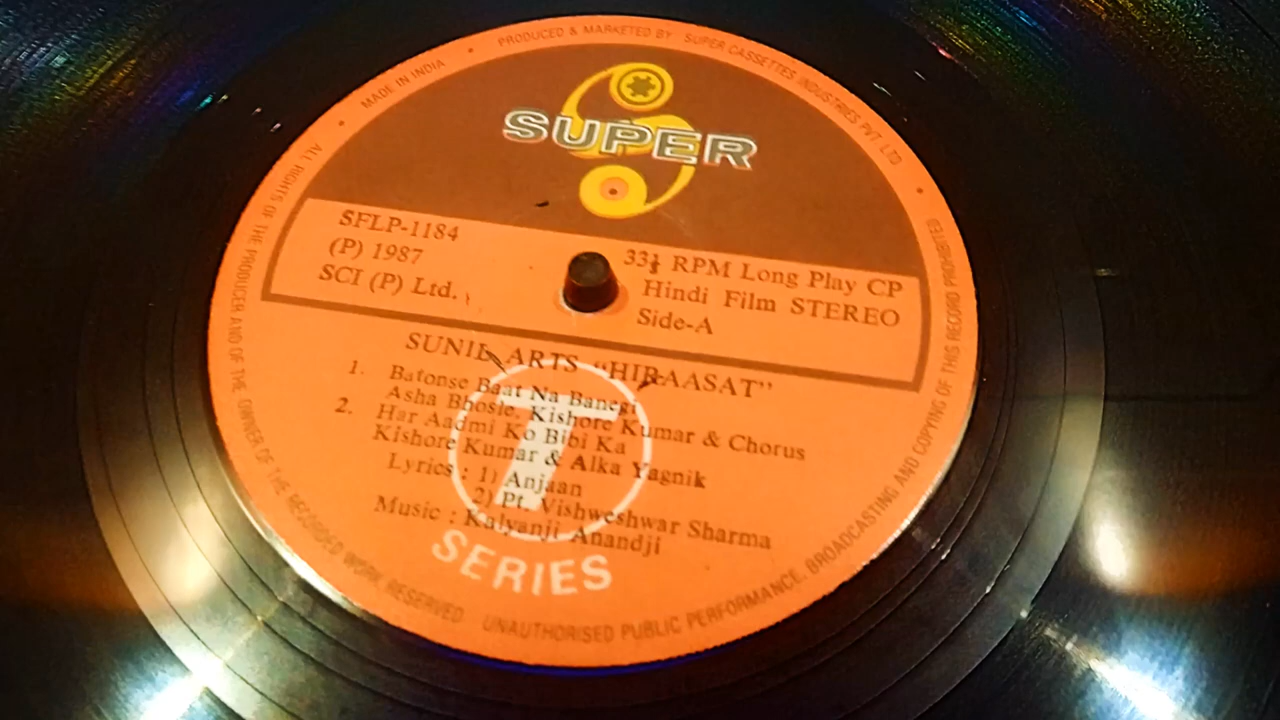 MADE IN INDIA • PRODUCED & MARKETED BY SUPER CASSETTES INDUSTRIES PVT. LTD •
SUPER
SFLP-1184
(P) 1987
SCI (P) Ltd.
33⅓ RPM Long Play CP
Hindi Film STEREO
Side-A
SUNIL ARTS "HIRAASAT"
1. Batonse Baat Na Banegi
Asha Bhosle, Kishore Kumar & Chorus
2. Har Aadmi Ko Bibi Ka
Kishore Kumar & Alka Yagnik
Lyrics : 1) Anjaan
2) Pt. Vishweshwar Sharma
Music : Kalyanji Anandji
T
SERIES
ALL RIGHTS OF THE PRODUCER AND OF THE OWNER OF THE RECORDED WORK RESERVED UNAUTHORISED PUBLIC PERFORMANCE, BROADCASTING AND COPYING OF THIS RECORD PROHIBITED